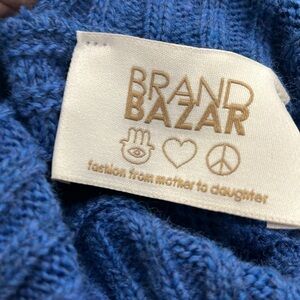 BRAND
BAZAR
fashion from mother to daughter